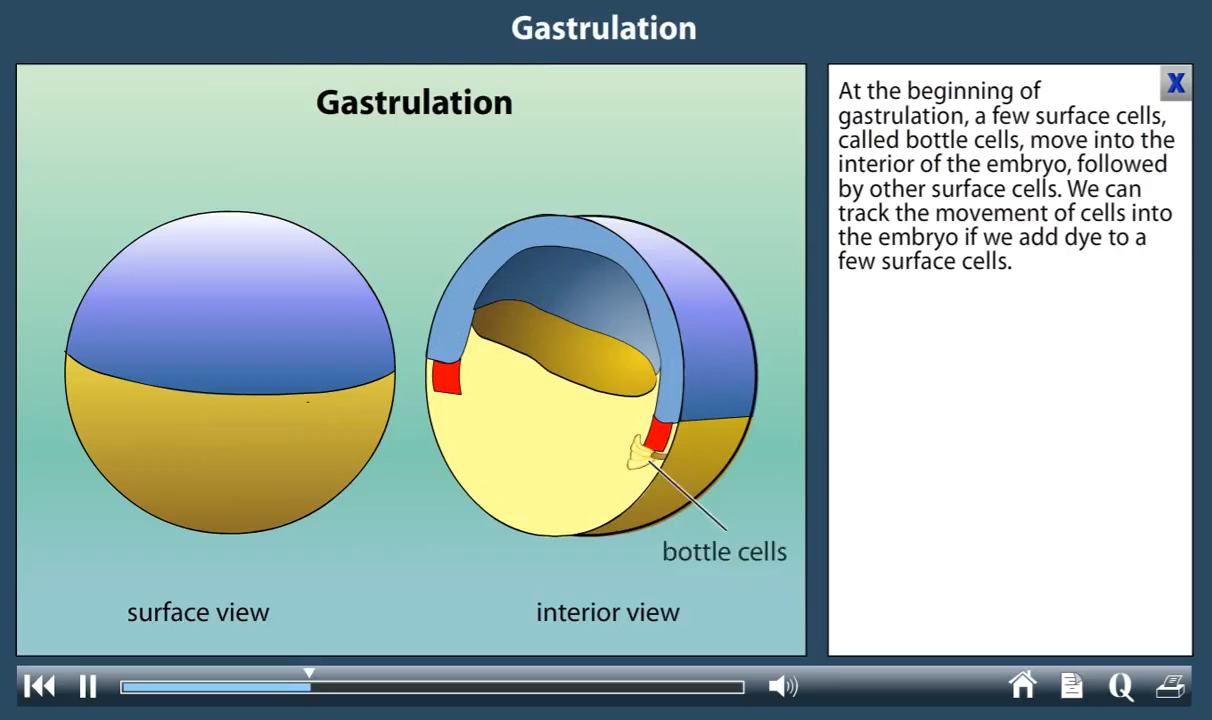 Gastrulation
Gastrulation
bottle cells
surface view
interior view
X
At the beginning of
gastrulation, a few surface cells,
called bottle cells, move into the
interior of the embryo, followed
by other surface cells. We can
track the movement of cells into
the embryo if we add dye to a
few surface cells.
Q